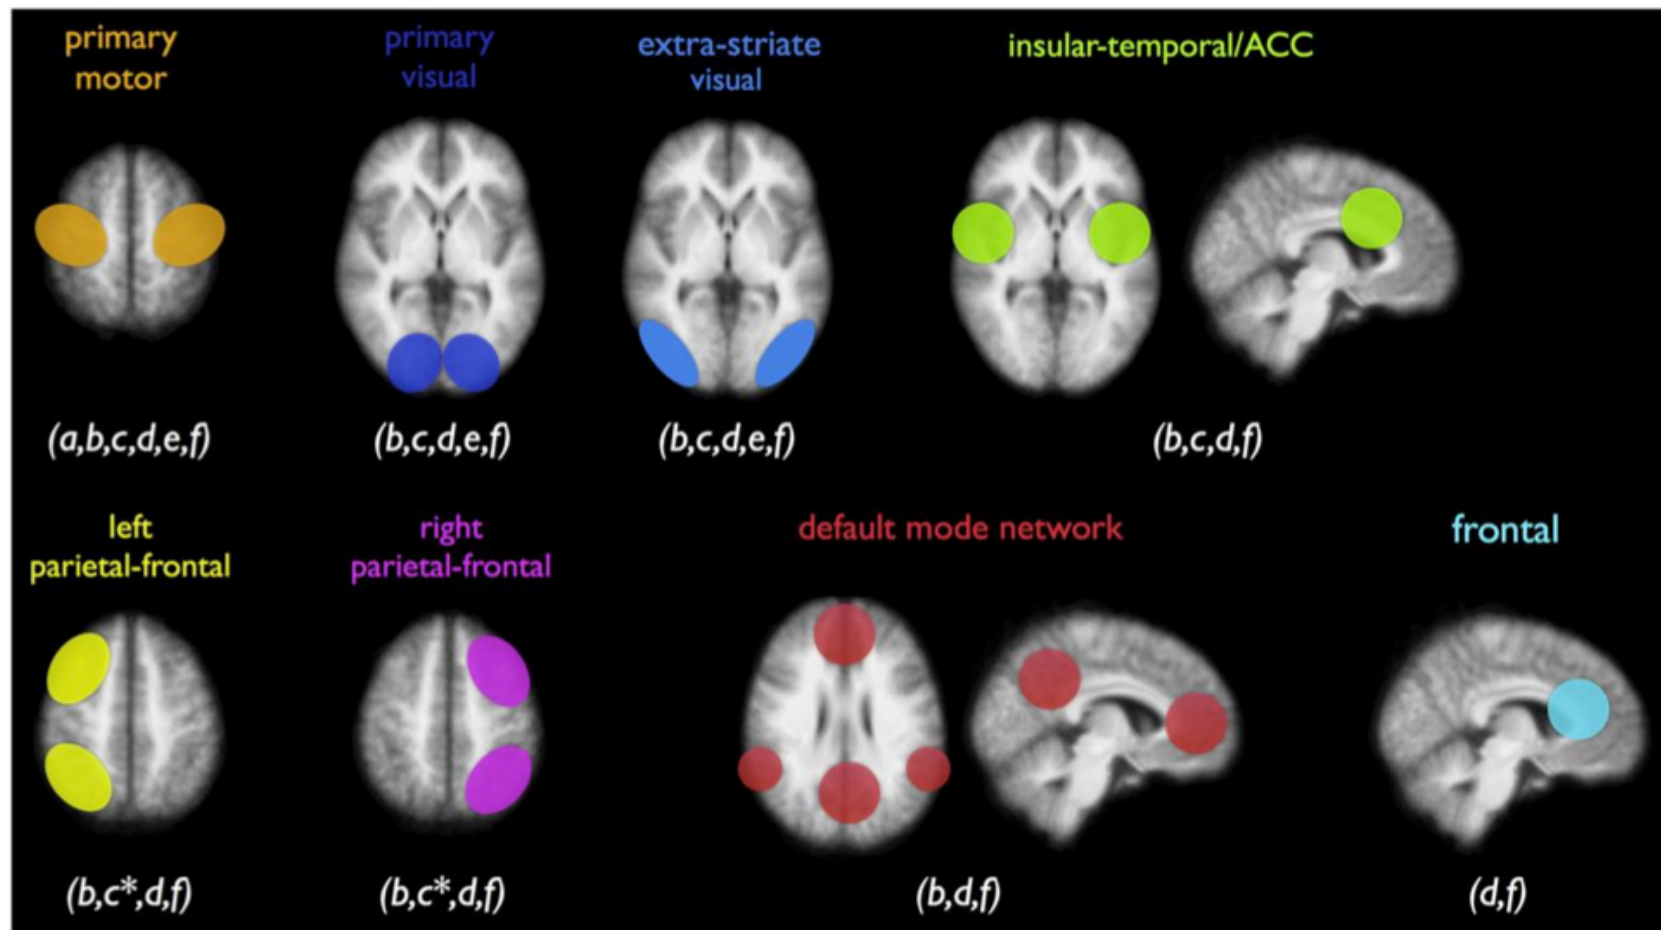 primary
motor
primary
visual
extra-striate
visual
insular-temporal/ACC
(a,b,c,d,e,f)
(b,c,d,e,f)
(b,c,d,e,f)
(b,c,d,f)
left
parietal-frontal
right
parietal-frontal
default mode network
frontal
(b,c*,d,f)
(b,c*,d,f)
(b,d,f)
(d,f)